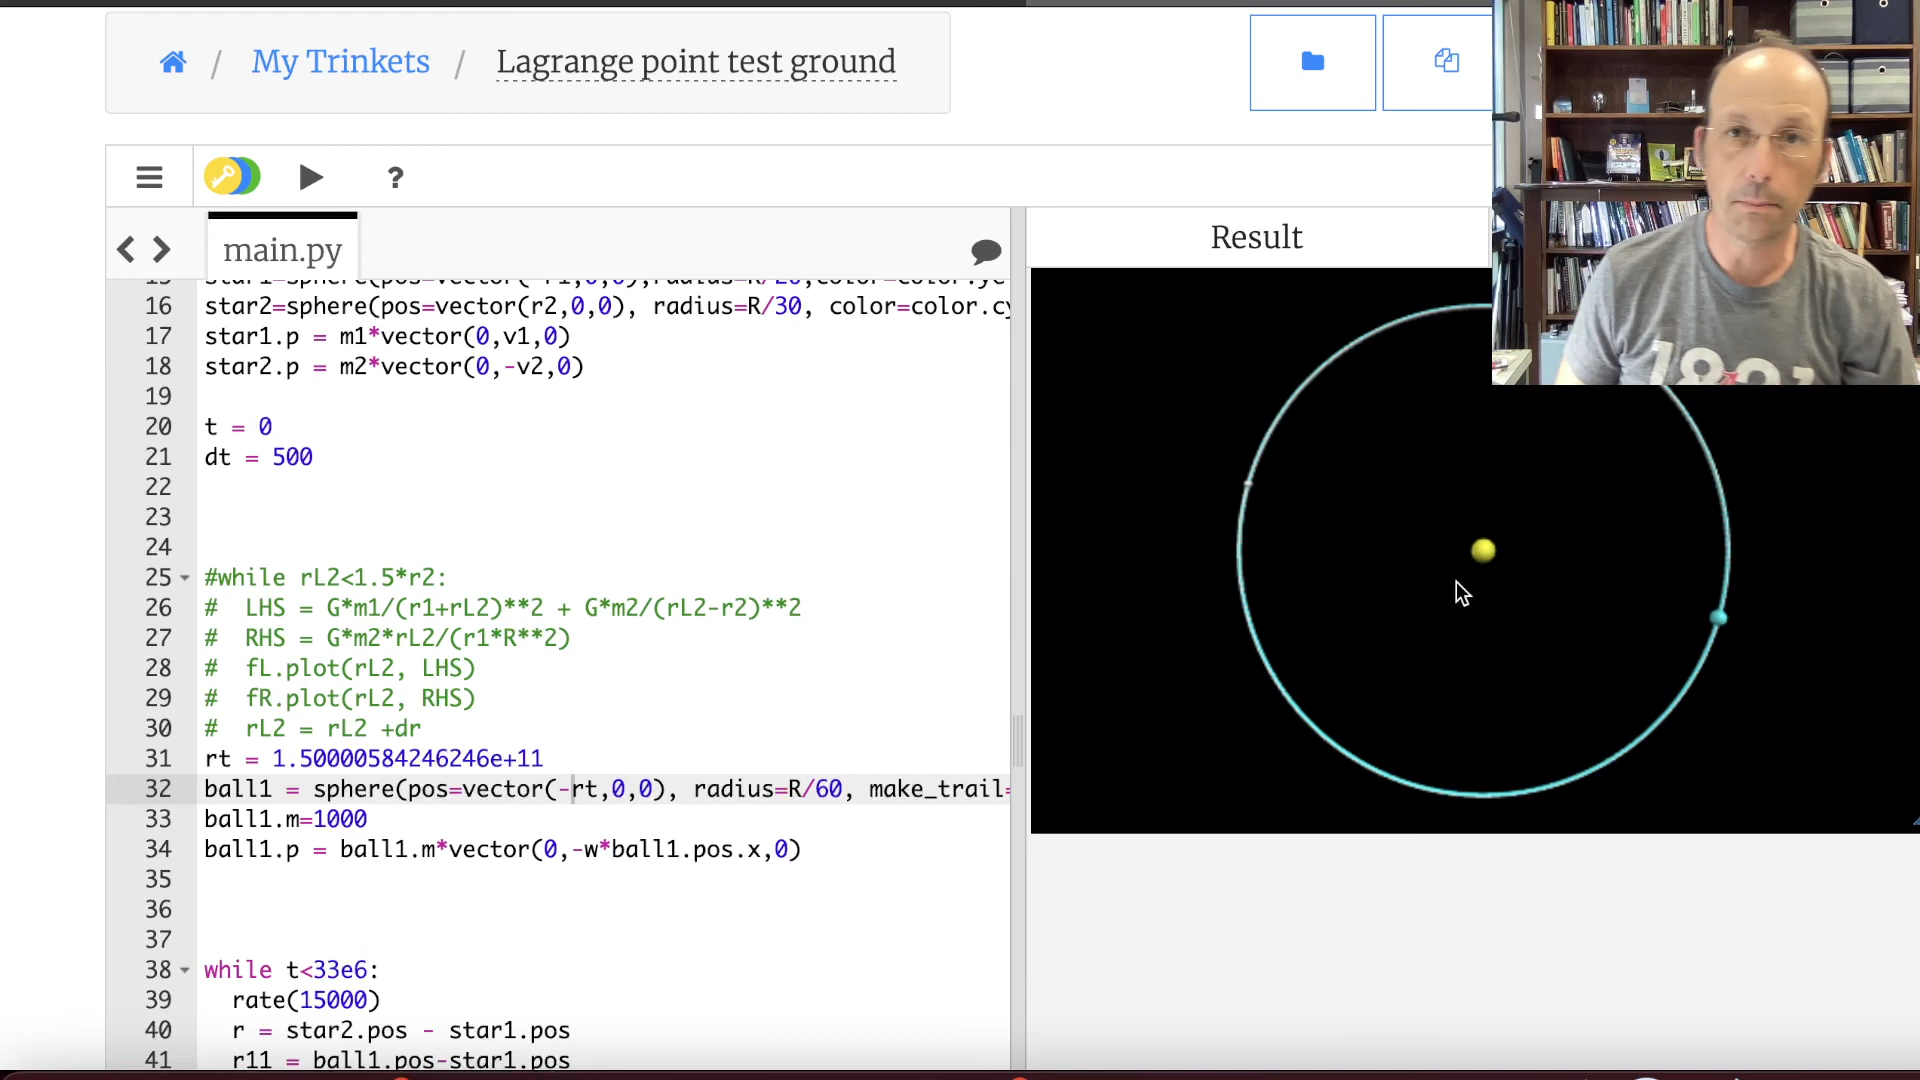 / My Trinkets / Lagrange point test ground
?
main.py
Result
16 star2=sphere(pos=vector(r2,0,0), radius=R/30, color=color.cy
17 star1.p = m1*vector(0,v1,0)
18 star2.p = m2*vector(0,-v2,0)
19
20 t = 0
21 dt = 500
22
23
24
25 #while rL2<1.5*r2:
26 #  LHS = G*m1/(r1+rL2)**2 + G*m2/(rL2-r2)**2
27 #  RHS = G*m2*rL2/(r1*R**2)
28 #  fL.plot(rL2, LHS)
29 #  fR.plot(rL2, RHS)
30 #  rL2 = rL2 +dr
31 rt = 1.50000584246246e+11
32 ball1 = sphere(pos=vector(-rt,0,0), radius=R/60, make_trail=
33 ball1.m=1000
34 ball1.p = ball1.m*vector(0,-w*ball1.pos.x,0)
35
36
37
38 while t<33e6:
39   rate(15000)
40   r = star2.pos - star1.pos
41   r11 = ball1.pos-star1.pos